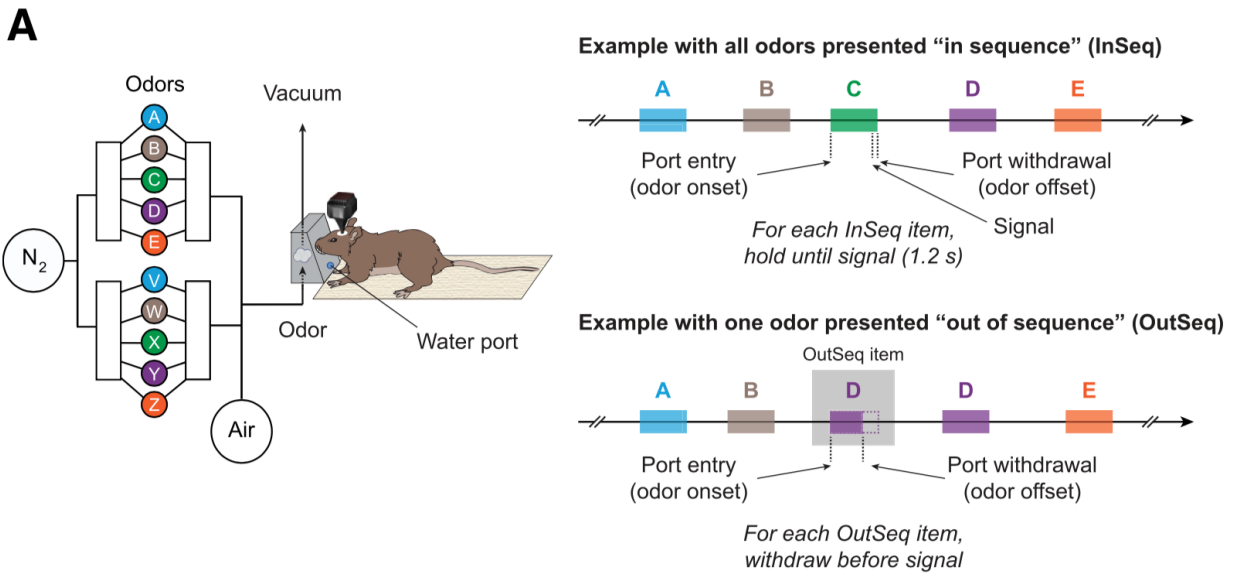 A
Odors
A
B
C
D
E
V
W
X
Y
Z
N2
Air
Vacuum
Odor
Water port
Example with all odors presented “in sequence” (InSeq)
A B C D E
Port entry
(odor onset)
Port withdrawal
(odor offset)
Signal
For each InSeq item,
hold until signal (1.2 s)
Example with one odor presented “out of sequence” (OutSeq)
OutSeq item
A B D D E
Port entry
(odor onset)
Port withdrawal
(odor offset)
For each OutSeq item,
withdraw before signal